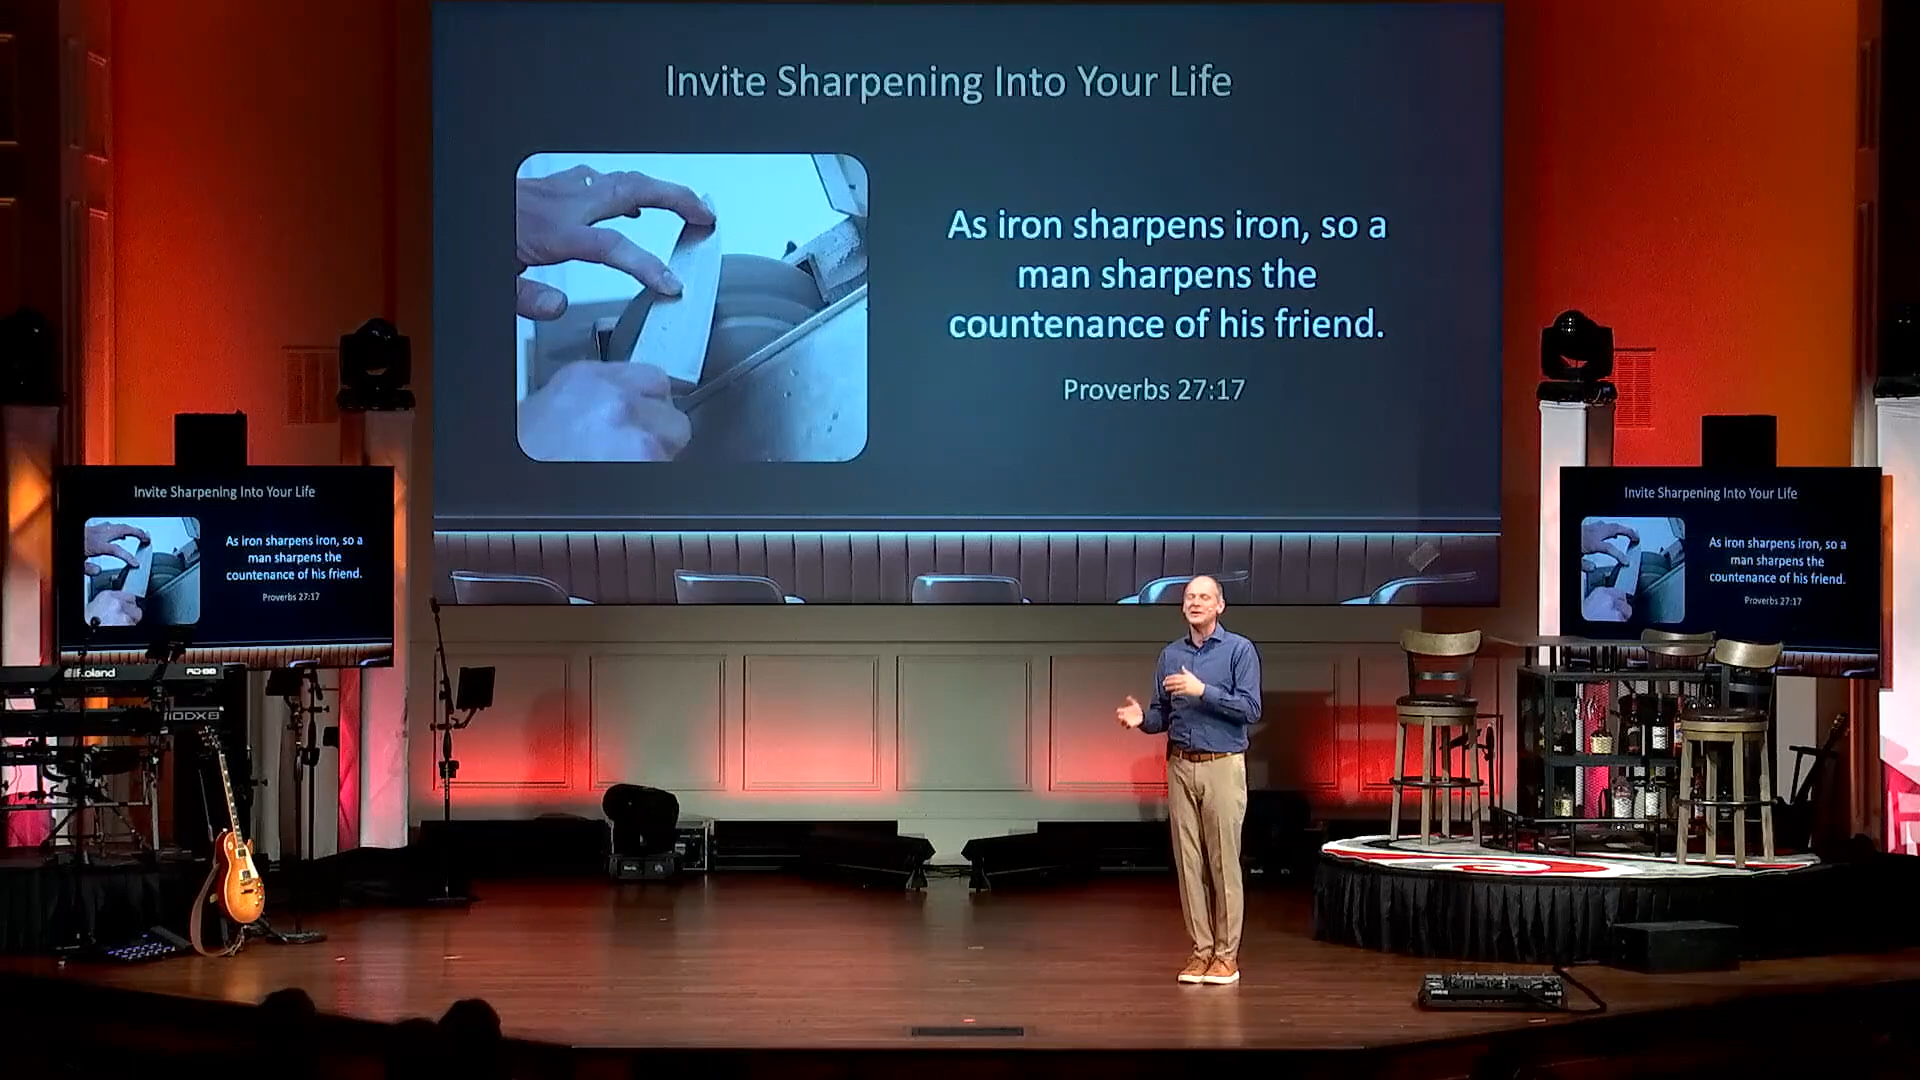 Invite Sharpening Into Your Life
As iron sharpens iron, so a
man sharpens the
countenance of his friend.
Proverbs 27:17
Invite Sharpening Into Your Life
As iron sharpens iron, so a
man sharpens the
countenance of his friend.
Proverbs 27:17
Invite Sharpening Into Your Life
As iron sharpens iron, so a
man sharpens the
countenance of his friend.
Proverbs 27:17
Roland
RD-88